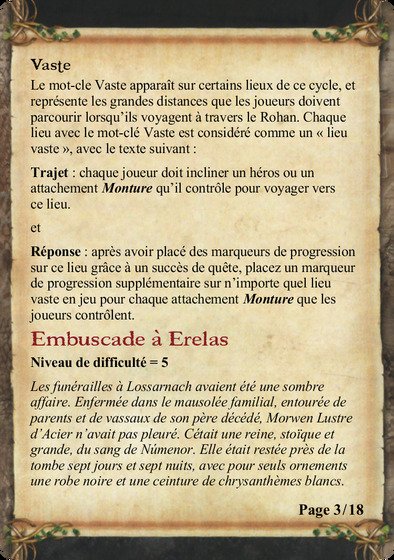 Vaste
Le mot-cle Vaste apparaît sur certains lieux de ce cycle, et
représente les grandes distances que les joueurs doivent
parcourir lorsqu'ils voyagent à travers le Rohan. Chaque
lieu avec le mot-clé Vaste est considéré comme un « lieu
vaste », avec le texte suivant :
Trajet : chaque joueur doit incliner un héros ou un
attachement Monture qu'il contrôle pour voyager vers
ce lieu.
et
Réponse : après avoir placé des marqueurs de progression
sur ce lieu grâce à un succès de quête, placez un marqueur
de progression supplémentaire sur n'importe quel lieu
vaste en jeu pour chaque attachement Monture que les
joueurs contrôlent.
Embuscade à Erelas
Niveau de difficulté = 5
Les funérailles à Lossarnach avaient été une sombre
affaire. Enfermée dans le mausolée familial, entourée de
parents et de vassaux de son père décédé, Morwen Lustre
d'Acier n'avait pas pleuré. Cétait une reine, stoïque et
grande, du sang de Númenor. Elle était restée près de la
tombe sept jours et sept nuits, avec pour seuls ornements
une robe noire et une ceinture de chrysanthèmes blancs.
Page 3/18